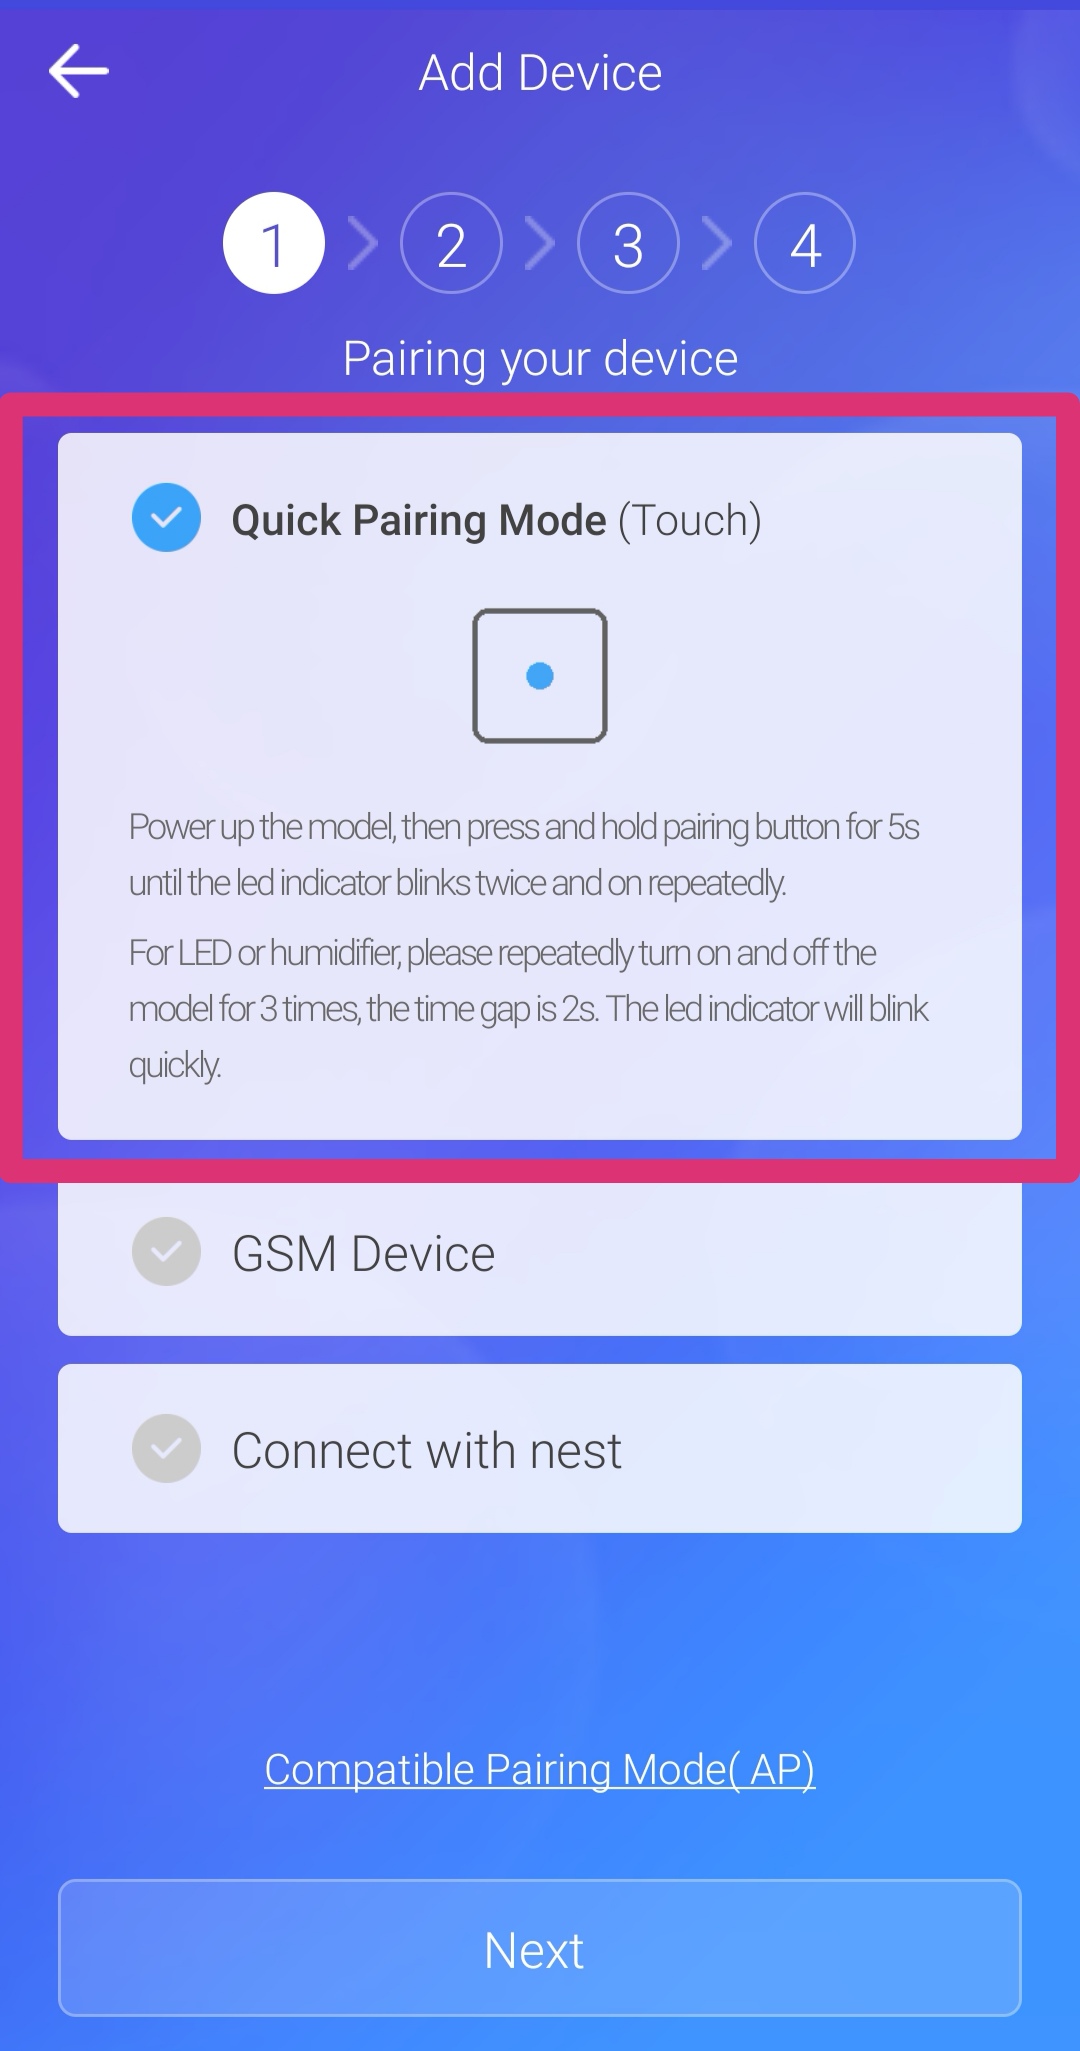 Add Device
1
2
3
4
Pairing your device
Quick Pairing Mode (Touch)
Power up the model, then press and hold pairing button for 5s
until the led indicator blinks twice and on repeatedly.
For LED or humidifier, please repeatedly turn on and off the
model for 3 times, the time gap is 2s. The led indicator will blink
quickly.
GSM Device
Connect with nest
Compatible Pairing Mode( AP)
Next